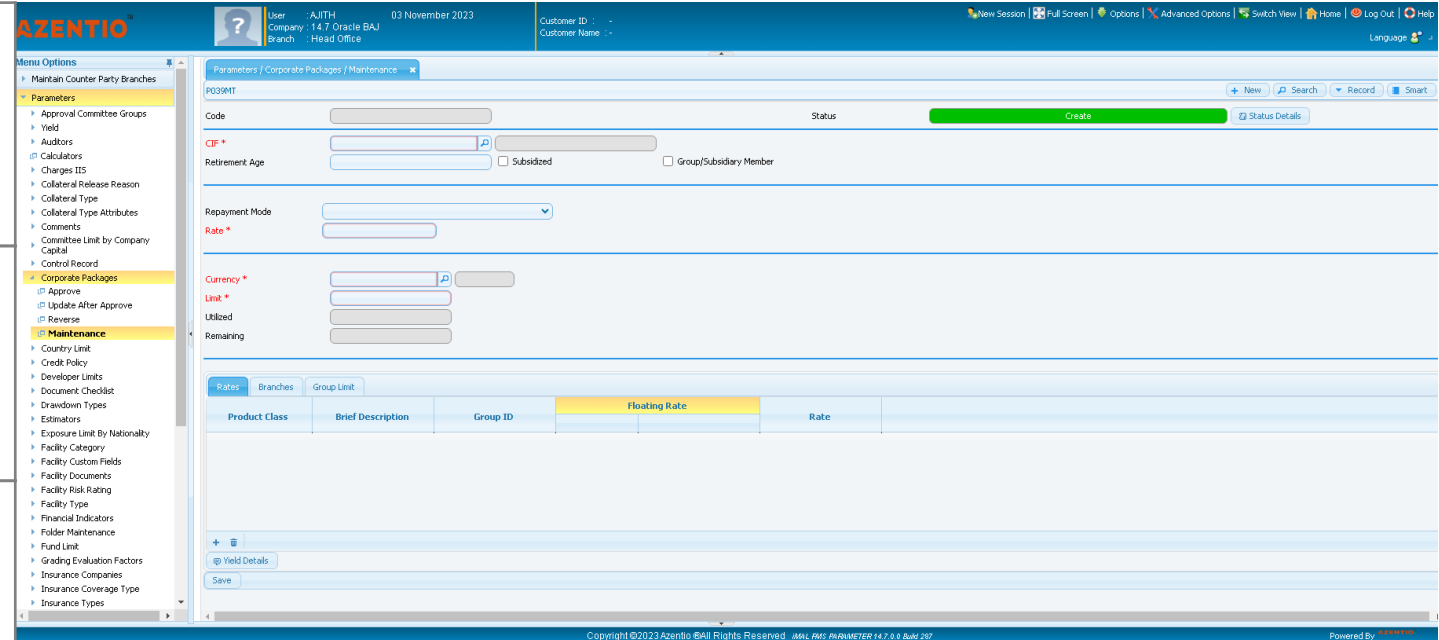 AZENTIO™
User : AJITH 03 November 2023
Company : 14.7 Oracle BAJ
Branch : Head Office
Customer ID : -
Customer Name : -
New Session | Full Screen | Options | Advanced Options | Switch View | Home | Log Out | Help
Language
Menu Options
Maintain Counter Party Branches
Parameters
Approval Committee Groups
Yield
Auditors
Calculators
Charges IIS
Collateral Release Reason
Collateral Type
Collateral Type Attributes
Comments
Committee Limit by Company
Capital
Control Record
Corporate Packages
Approve
Update After Approve
Reverse
Maintenance
Country Limit
Credit Policy
Developer Limits
Document Checklist
Drawdown Types
Estimators
Exposure Limit By Nationality
Facility Category
Facility Custom Fields
Facility Documents
Facility Risk Rating
Facility Type
Financial Indicators
Folder Maintenance
Fund Limit
Grading Evaluation Factors
Insurance Companies
Insurance Coverage Type
Insurance Types
Parameters / Corporate Packages / Maintenance
P039MT
New Search Record Smart
Code Status Create Status Details
CIF *
Retirement Age Subsidized Group/Subsidiary Member
Repayment Mode
Rate *
Currency *
Limit *
Utilized
Remaining
Rates Branches Group Limit
Product Class Brief Description Group ID Floating Rate Rate
Yield Details
Save
Copyright ©2023 Azentio ®All Rights Reserved iMAL FMS PARAMETER 14.7.0.0 Build 287
Powered By AZENTIO